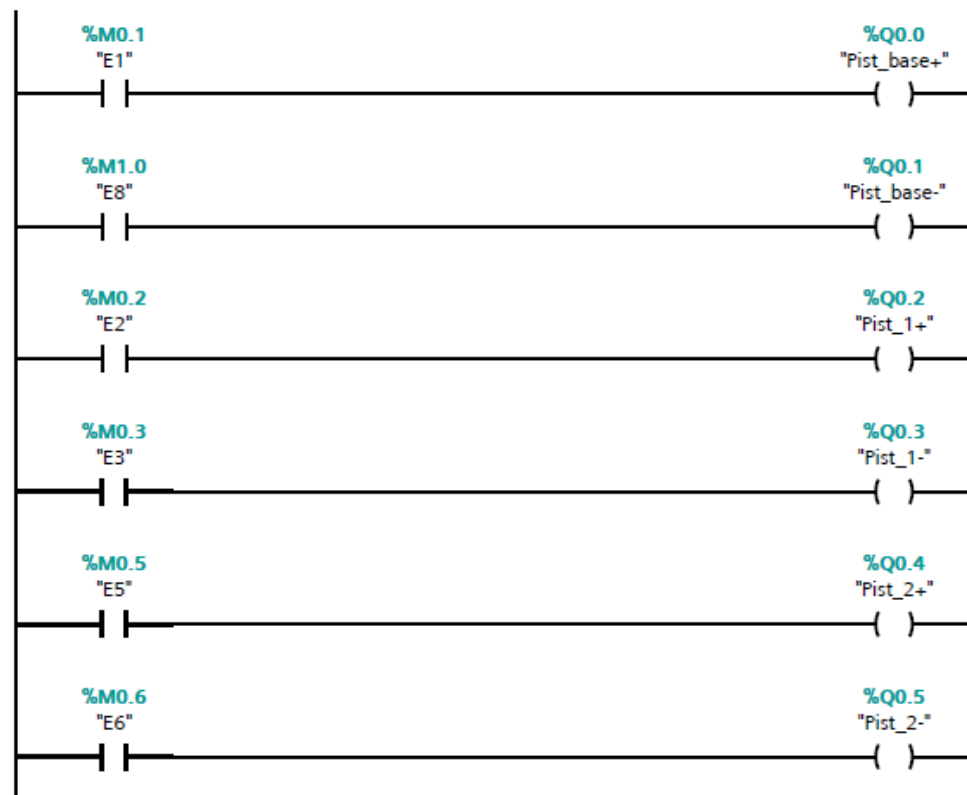 %M0.1 %Q0.0
"E1" "Pist_base+"
%M1.0 %Q0.1
"E8" "Pist_base-"
%M0.2 %Q0.2
"E2" "Pist_1+"
%M0.3 %Q0.3
"E3" "Pist_1-"
%M0.5 %Q0.4
"E5" "Pist_2+"
%M0.6 %Q0.5
"E6" "Pist_2-"